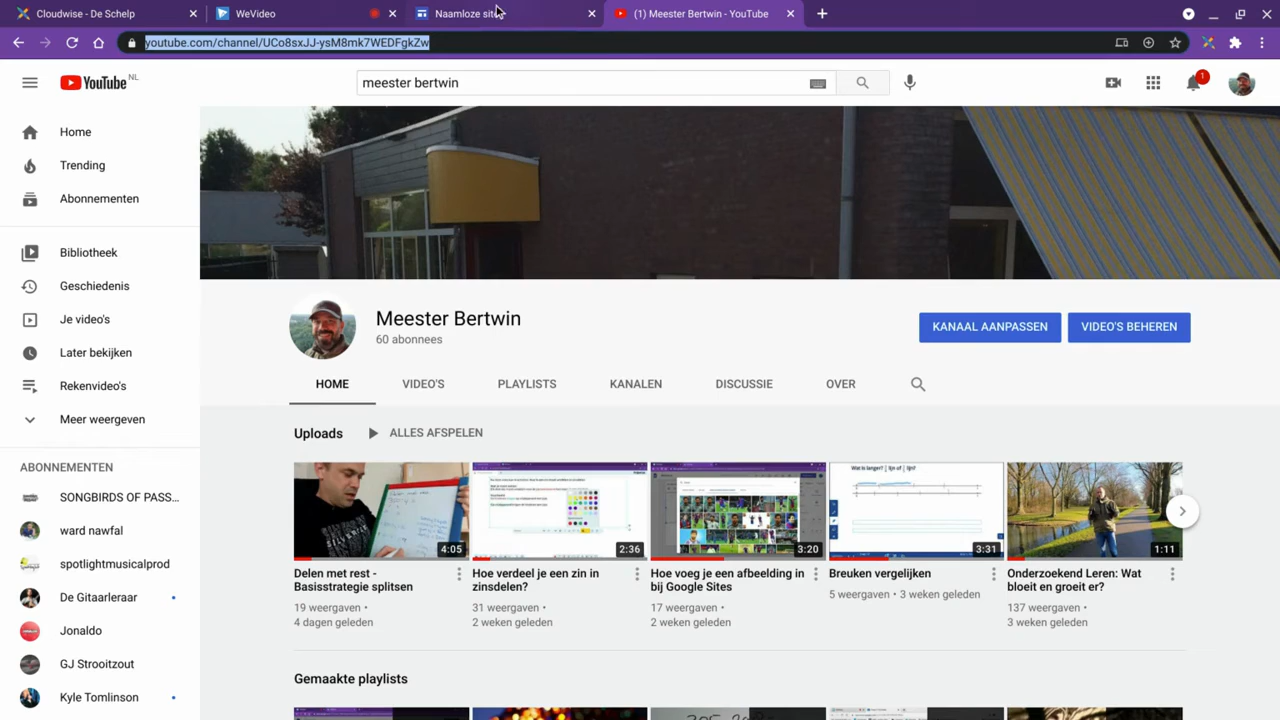 Cloudwise - De Schelp
WeVideo
Naamloze site
(1) Meester Bertwin - YouTube
youtube.com/channel/UCo8sxJJ-ysM8mk7WEDFgkZw
YouTube NL
meester bertwin
1
Home
Trending
Abonnementen
Bibliotheek
Geschiedenis
Je video's
Later bekijken
Rekenvideo's
Meer weergeven
ABONNEMENTEN
SONGBIRDS OF PASS...
ward nawfal
spotlightmusicalprod
De Gitaarleraar
Jonaldo
GJ Strooitzout
Kyle Tomlinson
Meester Bertwin
60 abonnees
KANAAL AANPASSEN
VIDEO'S BEHEREN
HOME
VIDEO'S
PLAYLISTS
KANALEN
DISCUSSIE
OVER
Uploads
ALLES AFSPELEN
4:05
Delen met rest -
Basisstrategie splitsen
19 weergaven •
4 dagen geleden
2:36
Hoe verdeel je een zin in
zinsdelen?
31 weergaven •
2 weken geleden
3:20
Hoe voeg je een afbeelding in
bij Google Sites
17 weergaven •
2 weken geleden
3:31
Breuken vergelijken
5 weergaven • 3 weken geleden
1:11
Onderzoekend Leren: Wat
bloeit en groeit er?
137 weergaven •
3 weken geleden
Gemaakte playlists